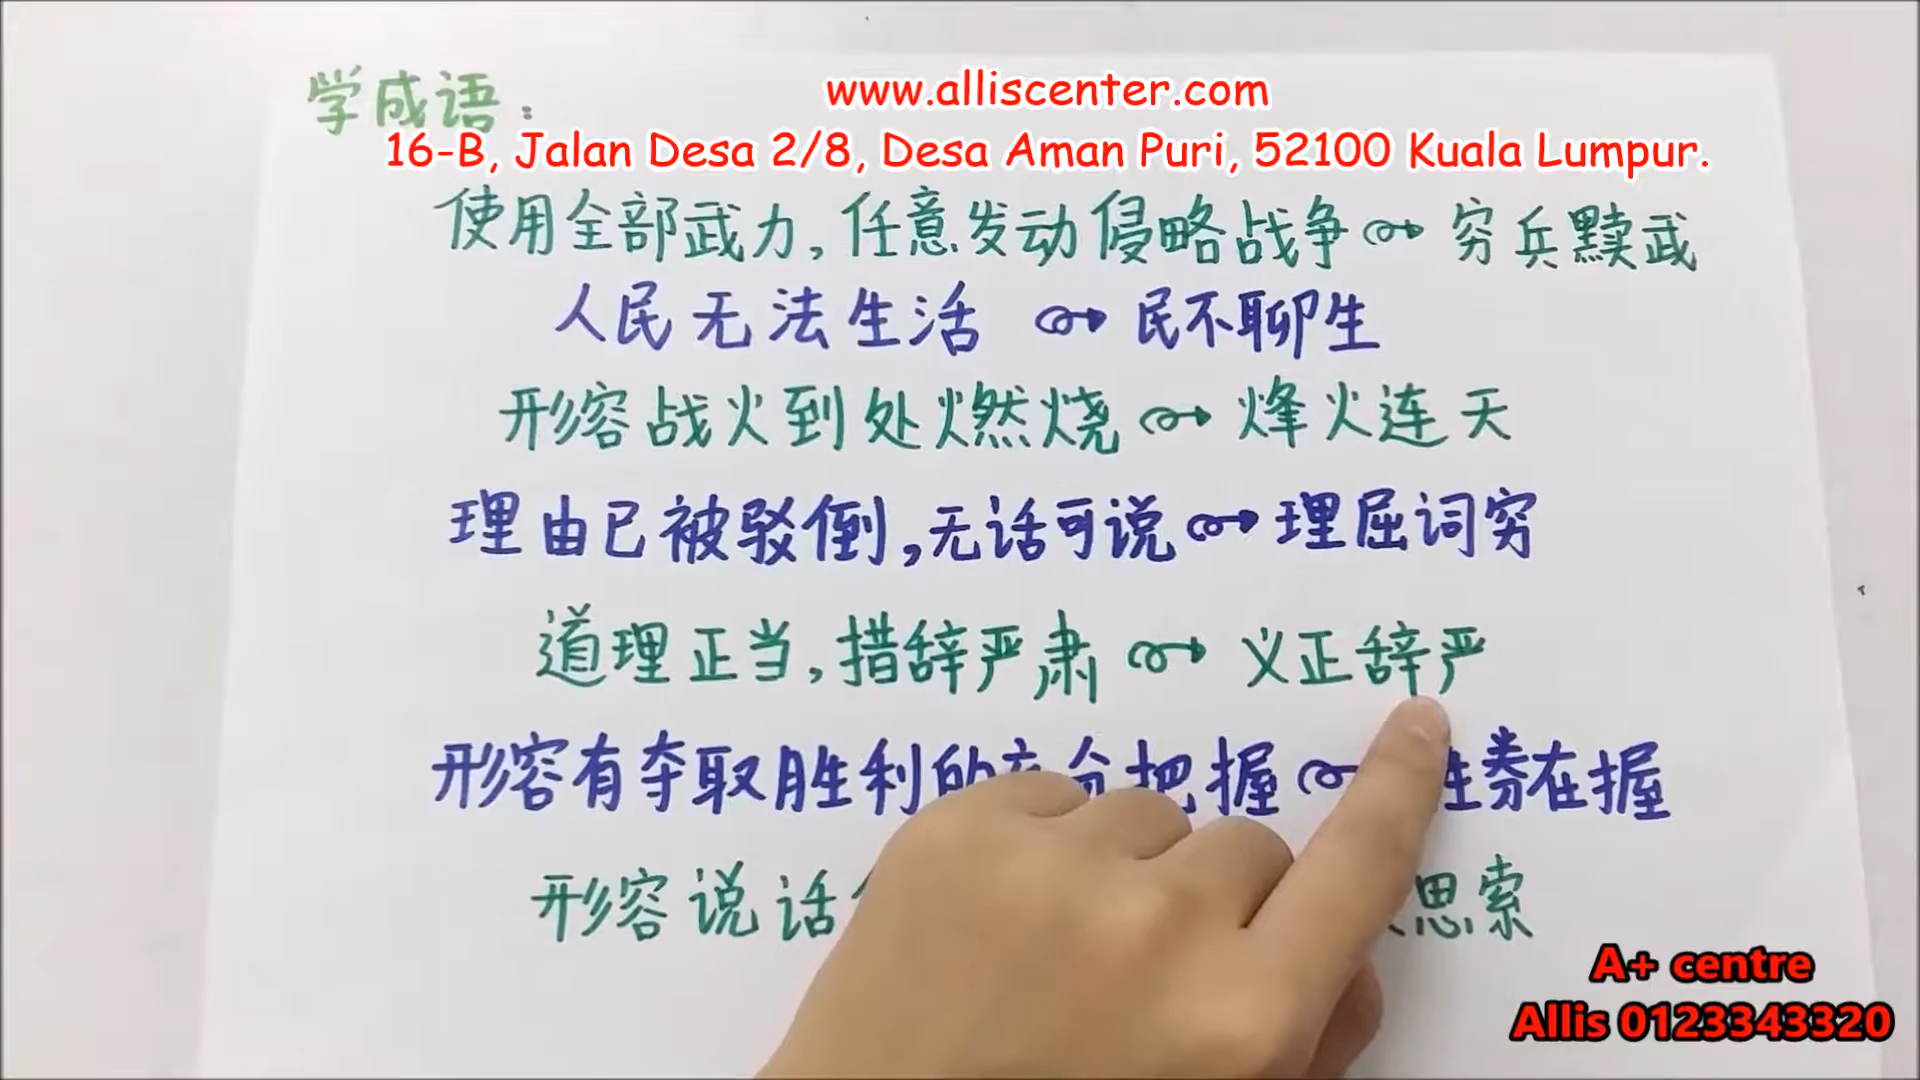 学成语：
www.alliscenter.com
16-B, Jalan Desa 2/8, Desa Aman Puri, 52100 Kuala Lumpur.
使用全部武力，任意发动侵略战争 穷兵黩武
人民无法生活 民不聊生
形容战火到处燃烧 烽火连天
理由已被驳倒，无话可说 理屈词穷
道理正当，措辞严肃 义正辞严
形容有夺取胜利的 把握 券在握
形容说话 思索
A+ centre
Allis 0123343320